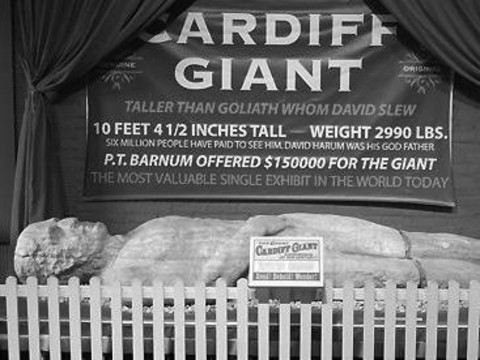 CARDIFF
GENUINE
ORIGINAL
GIANT
TALLER THAN GOLIATH WHOM DAVID SLEW
10 FEET 4 1/2 INCHES TALL — WEIGHT 2990 LBS.
SIX MILLION PEOPLE HAVE PAID TO SEE HIM. DAVID HARUM WAS HIS GOD FATHER
P.T. BARNUM OFFERED $150000 FOR THE GIANT
THE MOST VALUABLE SINGLE EXHIBIT IN THE WORLD TODAY
CARDIFF GIANT